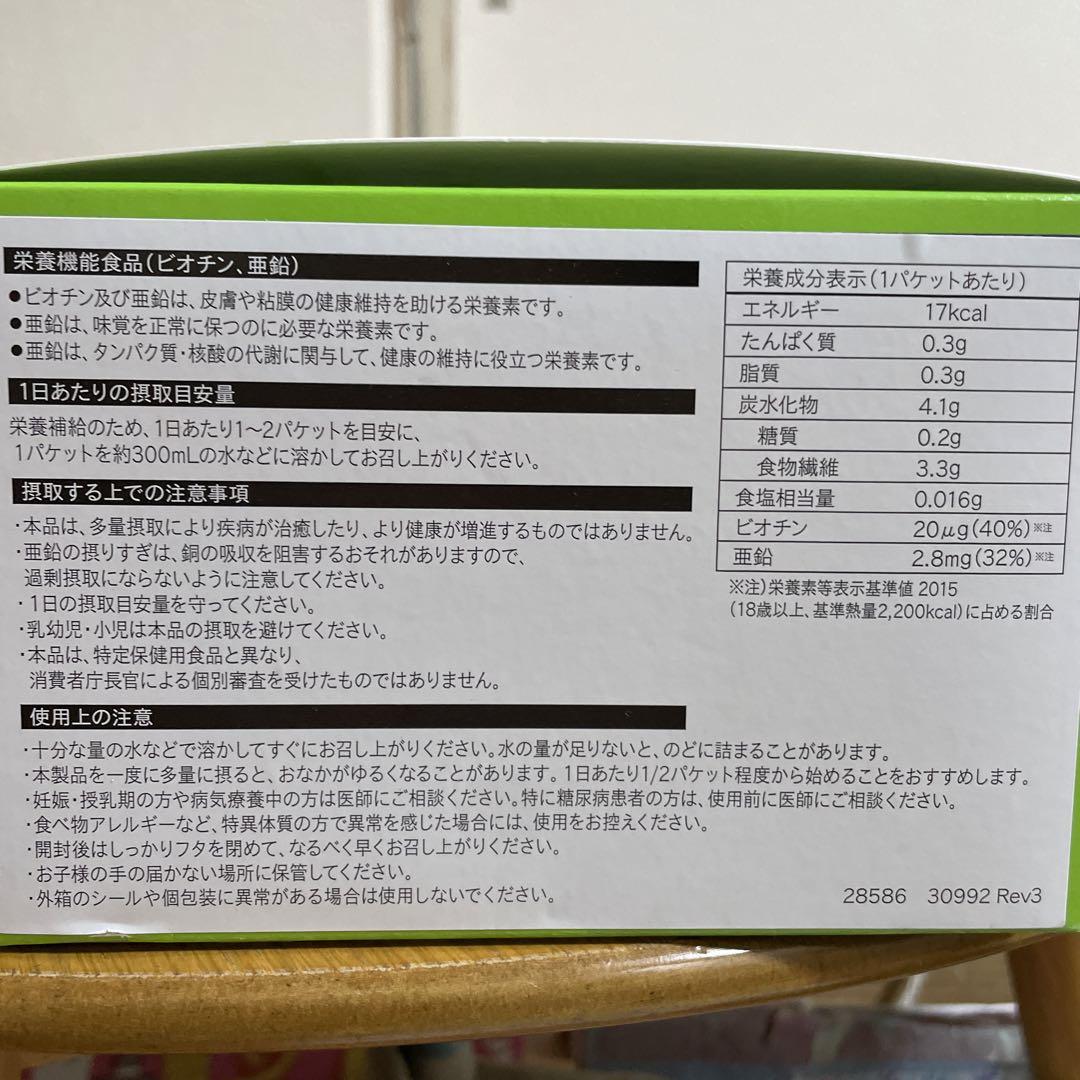 栄養機能食品(ビオチン、亜鉛)
●ビオチン及び亜鉛は、皮膚や粘膜の健康維持を助ける栄養素です。
●亜鉛は、味覚を正常に保つのに必要な栄養素です。
●亜鉛は、タンパク質・核酸の代謝に関与して、健康の維持に役立つ栄養素です。
1日あたりの摂取目安量
栄養補給のため、1日あたり1〜2パケットを目安に、
1パケットを約300mLの水などに溶かしてお召し上がりください。
摂取する上での注意事項
・本品は、多量摂取により疾病が治癒したり、より健康が増進するものではありません。
・亜鉛の摂りすぎは、銅の吸収を阻害するおそれがありますので、
過剰摂取にならないように注意してください。
・1日の摂取目安量を守ってください。
・乳幼児・小児は本品の摂取を避けてください。
・本品は、特定保健用食品と異なり、
消費者庁長官による個別審査を受けたものではありません。
栄養成分表示(1パケットあたり)
エネルギー 17kcal
たんぱく質 0.3g
脂質 0.3g
炭水化物 4.1g
糖質 0.2g
食物繊維 3.3g
食塩相当量 0.016g
ビオチン 20μg(40%)※注
亜鉛 2.8mg(32%)※注
※注)栄養素等表示基準値 2015
(18歳以上、基準熱量2,200kcal)に占める割合
使用上の注意
・十分な量の水などで溶かしてすぐにお召し上がりください。水の量が足りないと、のどに詰まることがあります。
・本製品を一度に多量に摂ると、おなかがゆるくなることがあります。1日あたり1/2パケット程度から始めることをおすすめします。
・妊娠・授乳期の方や病気療養中の方は医師にご相談ください。特に糖尿病患者の方は、使用前に医師にご相談ください。
・食べ物アレルギーなど、特異体質の方で異常を感じた場合には、使用をお控えください。
・開封後はしっかりフタを閉めて、なるべく早くお召し上がりください。
・お子様の手の届かない場所に保管してください。
・外箱のシールや個包装に異常がある場合は使用しないでください。
28586 30992 Rev3